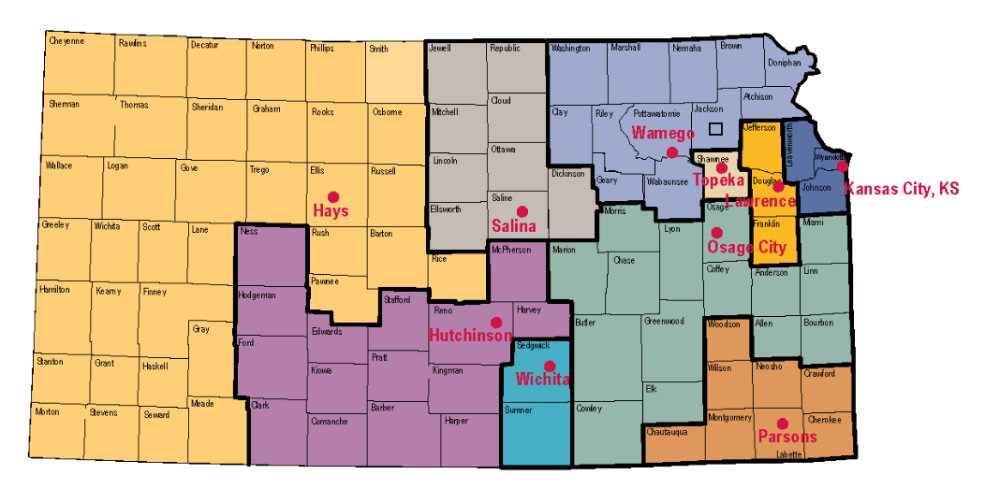 Cheyenne
Rawlins
Decatur
Norton
Phillips
Smith
Jewell
Republic
Washington
Marshall
Nemaha
Brown
Doniphan
Sherman
Thomas
Sheridan
Graham
Rooks
Osborne
Mitchell
Cloud
Clay
Riley
Pottawatomie
Jackson
Atchison
Jefferson
Leavenworth
Wyandotte
Wamego
Wallace
Logan
Gove
Trego
Ellis
Russell
Lincoln
Ottawa
Dickinson
Geary
Wabaunsee
Shawnee
Topeka
Douglas
Johnson
Kansas City, KS
Hays
Ellsworth
Saline
Salina
Morris
Lyon
Osage
Lawrence
Franklin
Miami
Osage City
Greeley
Wichita
Scott
Lane
Ness
Rush
Barton
Rice
McPherson
Marion
Chase
Coffey
Anderson
Linn
Hamilton
Kearny
Finney
Hodgeman
Pawnee
Stafford
Reno
Harvey
Hutchinson
Gray
Ford
Edwards
Butler
Greenwood
Woodson
Allen
Bourbon
Stanton
Grant
Haskell
Kiowa
Pratt
Kingman
Sedgwick
Wichita
Elk
Wilson
Neosho
Crawford
Morton
Stevens
Seward
Meade
Clark
Comanche
Barber
Harper
Sumner
Cowley
Chautauqua
Montgomery
Cherokee
Parsons
Labette